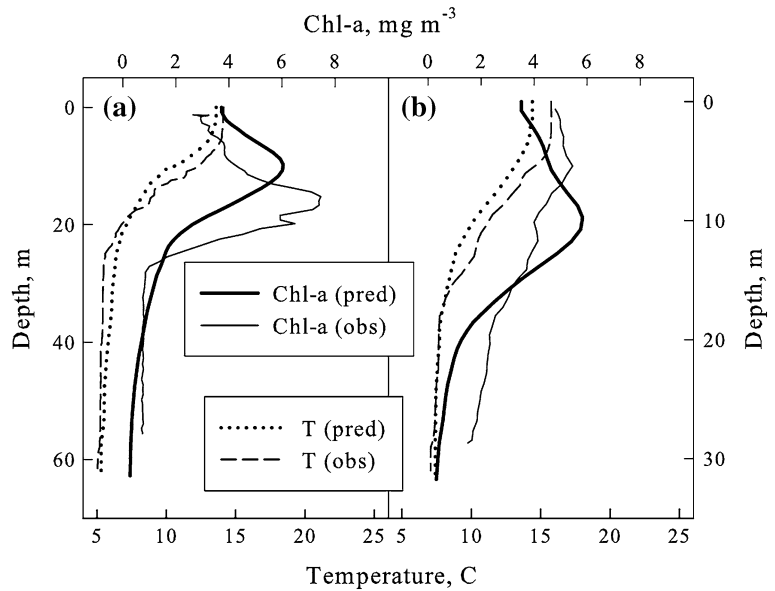 Chl-a, mg m-3
0 2 4 6 8 0 2 4 6 8
(a) (b)
0 20 40 60
Depth, m
0 10 20 30
Depth, m
Chl-a (pred)
Chl-a (obs)
T (pred)
T (obs)
5 10 15 20 25 5 10 15 20 25
Temperature, C